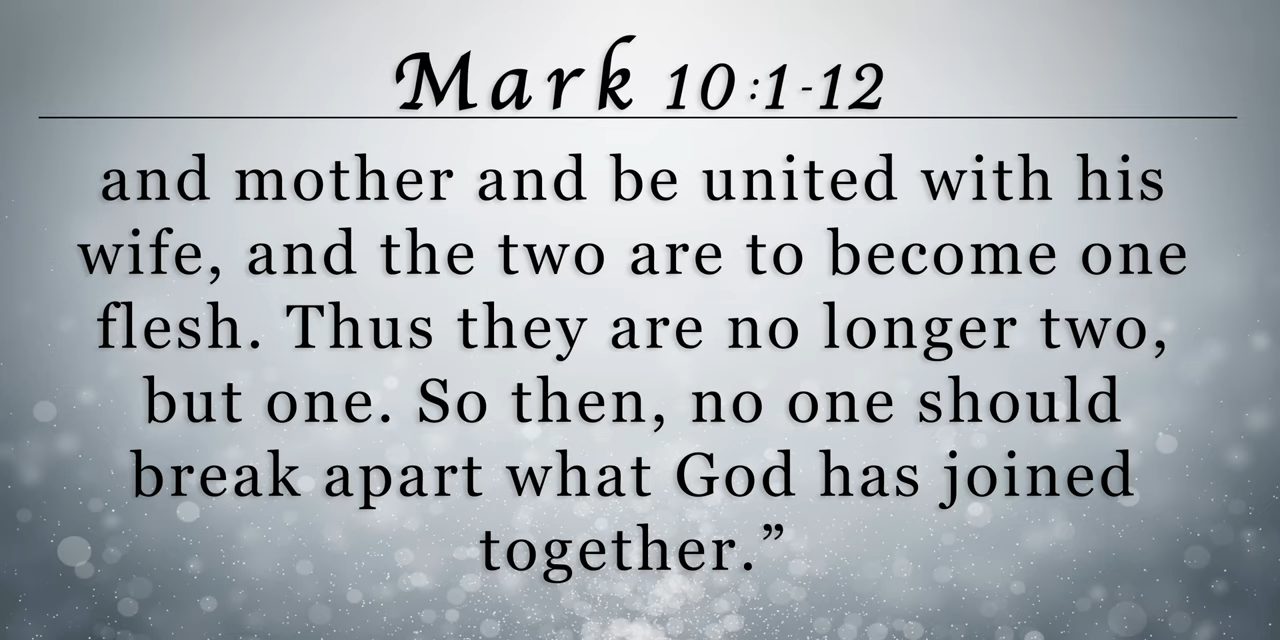 Mark 10:1-12
and mother and be united with his
wife, and the two are to become one
flesh. Thus they are no longer two,
but one. So then, no one should
break apart what God has joined
together.”